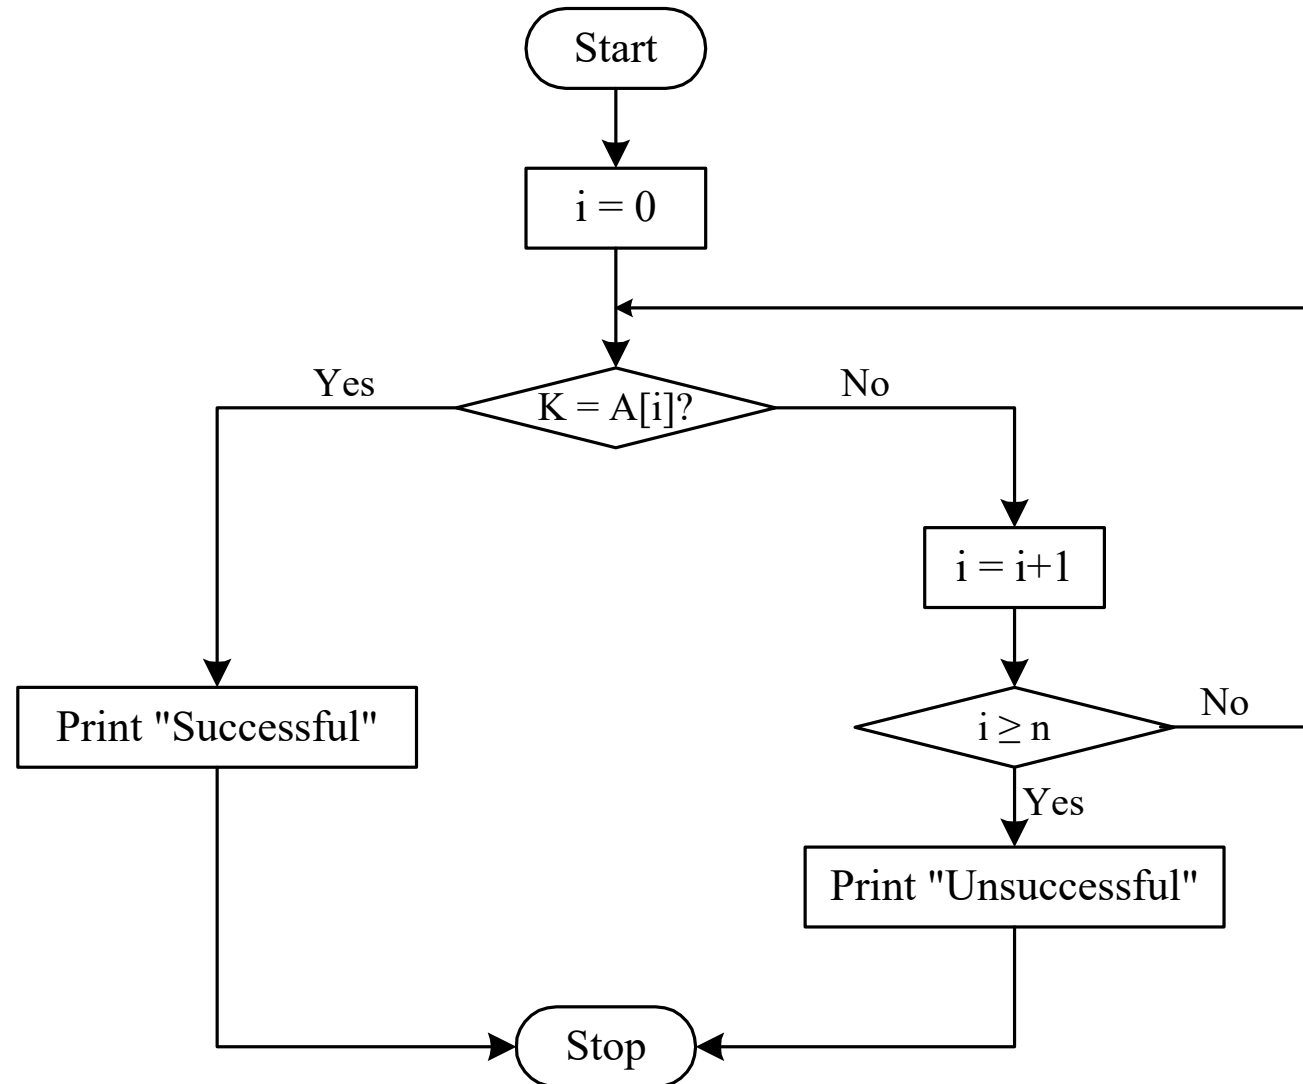 Start
i = 0
Yes
K = A[i]?
No
i = i+1
Print "Successful"
i ≥ n
No
Yes
Print "Unsuccessful"
Stop